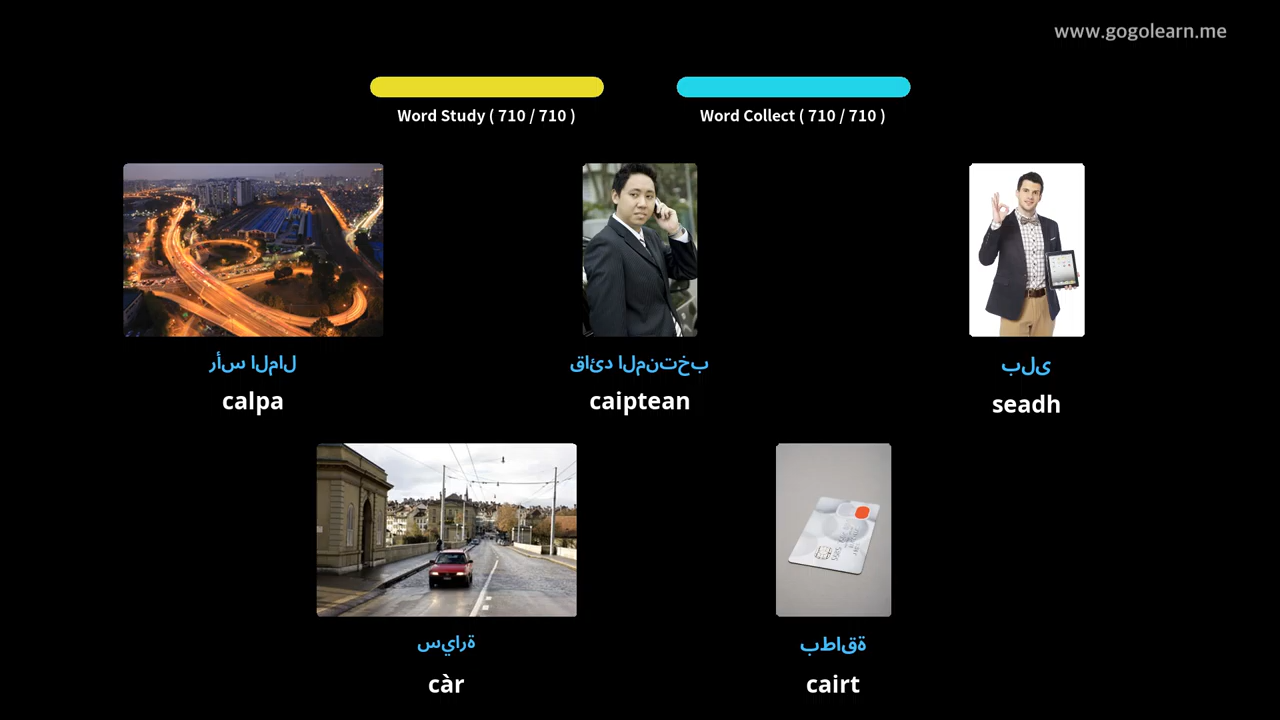 www.gogolearn.me
Word Study ( 710 / 710 )
Word Collect ( 710 / 710 )
رأس المال
قائد المنتخب
بلى
calpa
caiptean
seadh
سيارة
بطاقة
càr
cairt